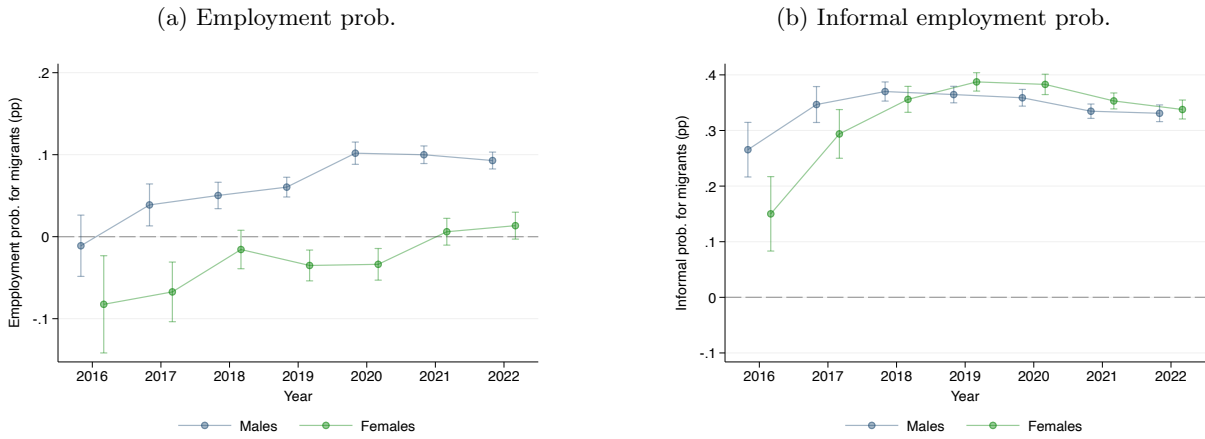 (a) Employment prob.
Employment prob. for migrants (pp)
.2
.1
0
-.1
2016 2017 2018 2019 2020 2021 2022
Year
Males Females
(b) Informal employment prob.
Informal prob. for migrants (pp)
.4
.3
.2
.1
0
-.1
2016 2017 2018 2019 2020 2021 2022
Year
Males Females